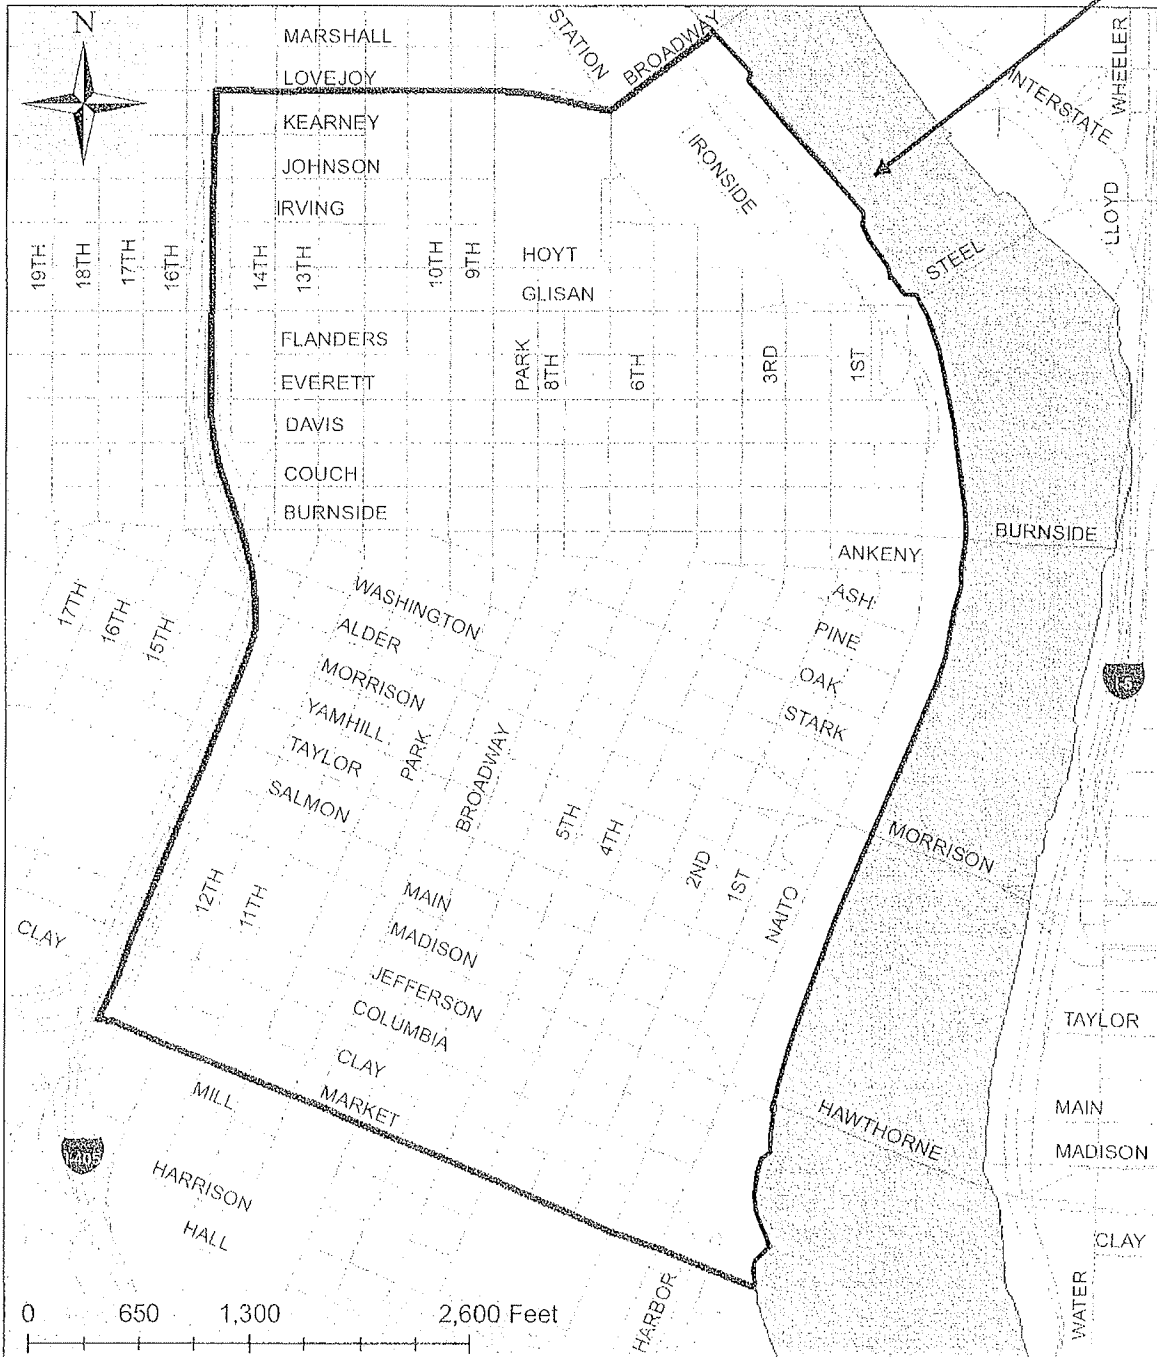 N
MARSHALL
LOVEJOY
KEARNEY
JOHNSON
IRVING
STATION
BROADWAY
IRONSIDE
INTERSTATE
WHEELER
LLOYD
STEEL
19TH
18TH
17TH
16TH
14TH
13TH
10TH
9TH
HOYT
GLISAN
FLANDERS
EVERETT
DAVIS
COUCH
BURNSIDE
PARK
8TH
6TH
3RD
1ST
BURNSIDE
ANKENY
ASH
PINE
OAK
STARK
17TH
16TH
15TH
WASHINGTON
ALDER
MORRISON
YAMHILL
TAYLOR
SALMON
PARK
BROADWAY
I-5
5TH
4TH
2ND
1ST
NAITO
MORRISON
12TH
11TH
MAIN
MADISON
JEFFERSON
COLUMBIA
CLAY
MARKET
CLAY
MILL
I-405
HARRISON
HALL
HAWTHORNE
TAYLOR
MAIN
MADISON
CLAY
WATER
HARBOR
0 650 1,300 2,600 Feet